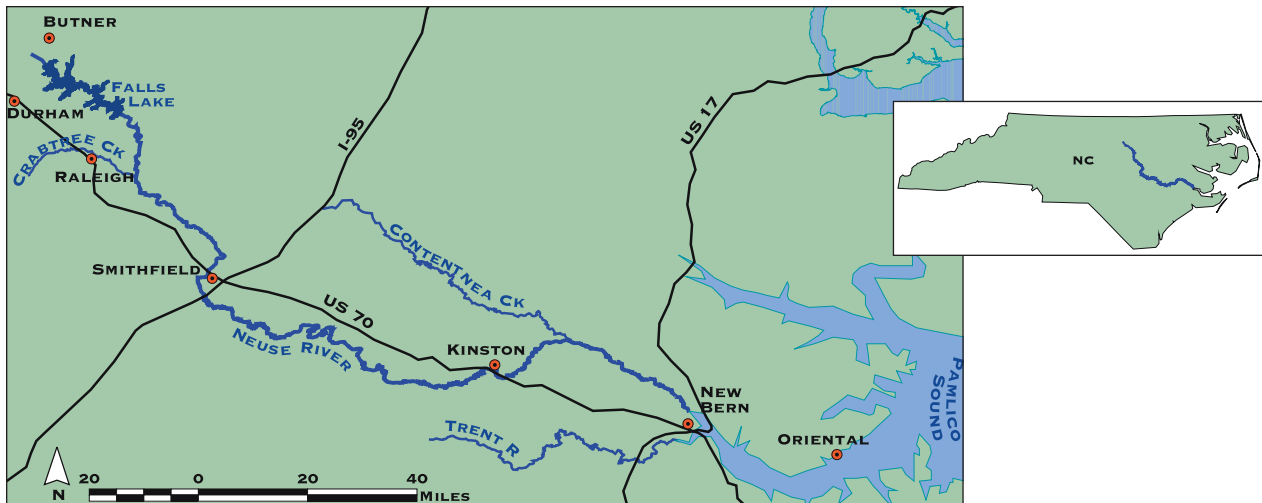 BUTNER
FALLS
LAKE
DURHAM
CRABTREE CK
RALEIGH
I-95
US 17
NC
CONTENTNEA CK
SMITHFIELD
US 70
NEUSE RIVER
KINSTON
NEW
BERN
PAMLICO
SOUND
TRENT R
ORIENTAL
N
20 0 20 40
MILES